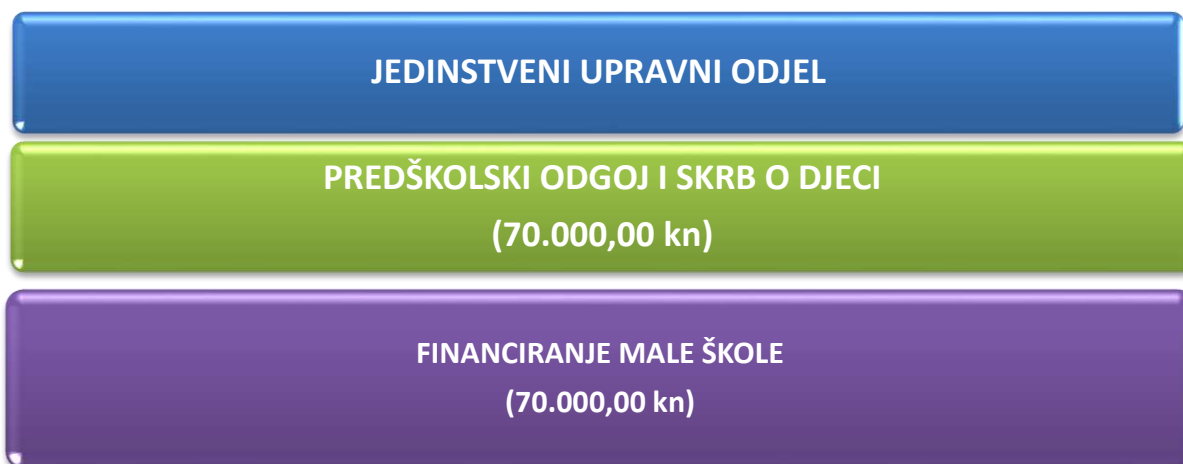 JEDINSTVENI UPRAVNI ODJEL
PREDŠKOLSKI ODGOJ I SKRB O DJECI
(70.000,00 kn)
FINANCIRANJE MALE ŠKOLE
(70.000,00 kn)